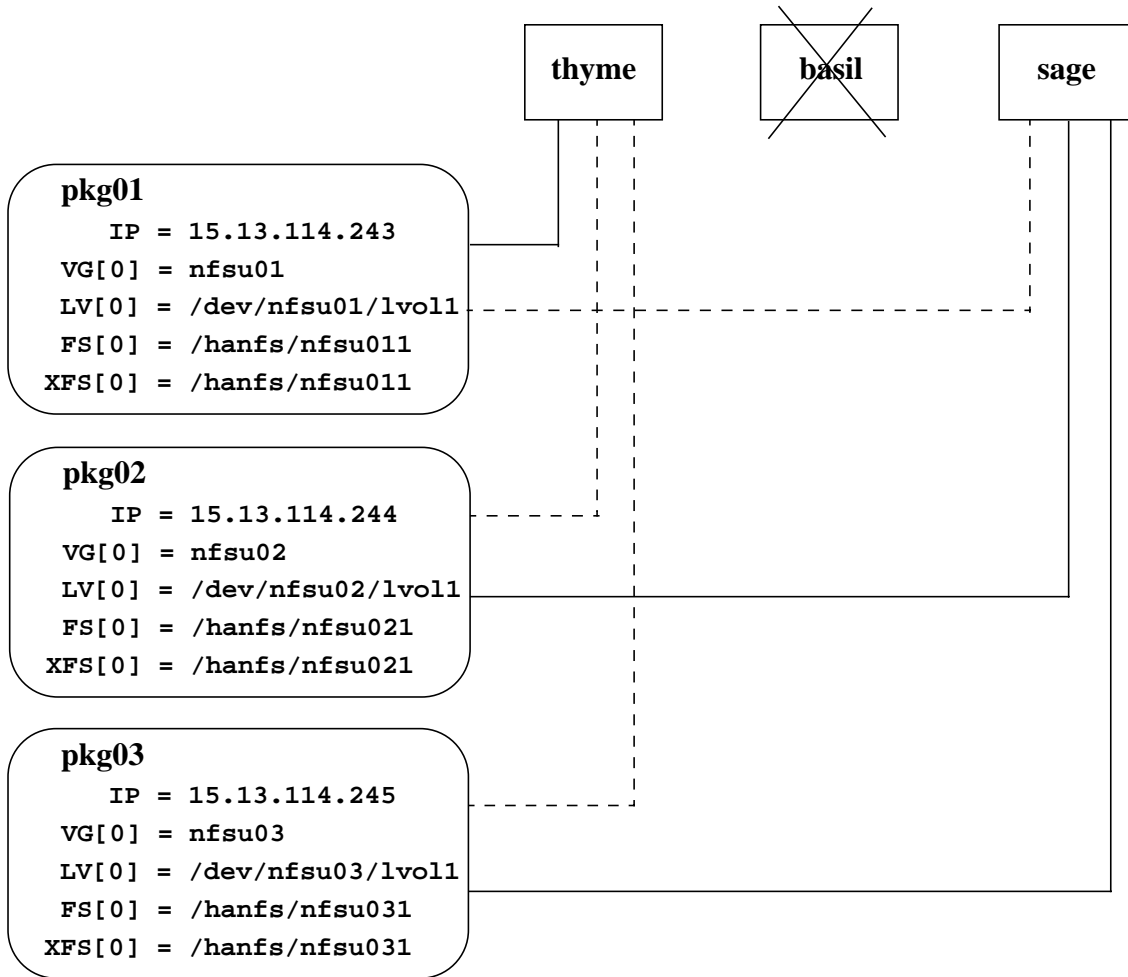 thyme
basil
sage
pkg01
IP = 15.13.114.243
VG[0] = nfsu01
LV[0] = /dev/nfsu01/lvol1
FS[0] = /hanfs/nfsu011
XFS[0] = /hanfs/nfsu011
pkg02
IP = 15.13.114.244
VG[0] = nfsu02
LV[0] = /dev/nfsu02/lvol1
FS[0] = /hanfs/nfsu021
XFS[0] = /hanfs/nfsu021
pkg03
IP = 15.13.114.245
VG[0] = nfsu03
LV[0] = /dev/nfsu03/lvol1
FS[0] = /hanfs/nfsu031
XFS[0] = /hanfs/nfsu031